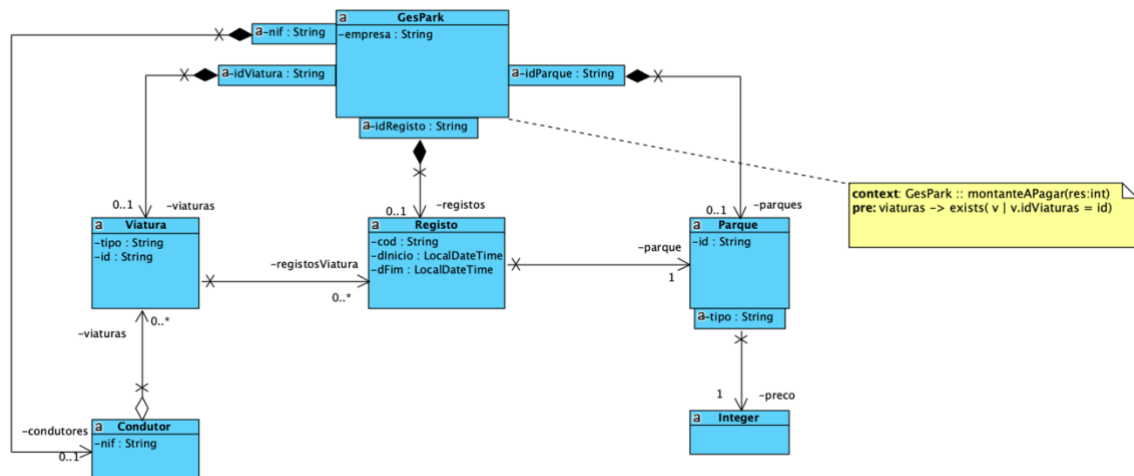 a GesPark
a -nif : String
-empresa : String
a -idViatura : String
a -idParque : String
a -idRegisto : String
context: GesPark :: montanteAPagar(res:int)
pre: viaturas -> exists( v | v.idViaturas = id)
0..1
-viaturas
0..1
-registos
0..1
-parques
a Viatura
-tipo : String
-id : String
a Registo
-cod : String
-dInicio : LocalDateTime
-dFim : LocalDateTime
a Parque
-id : String
-registosViatura
0..*
-parque
1
a -tipo : String
0..*
-viaturas
1
-preco
a Integer
-condutores
0..1
a Condutor
-nif : String